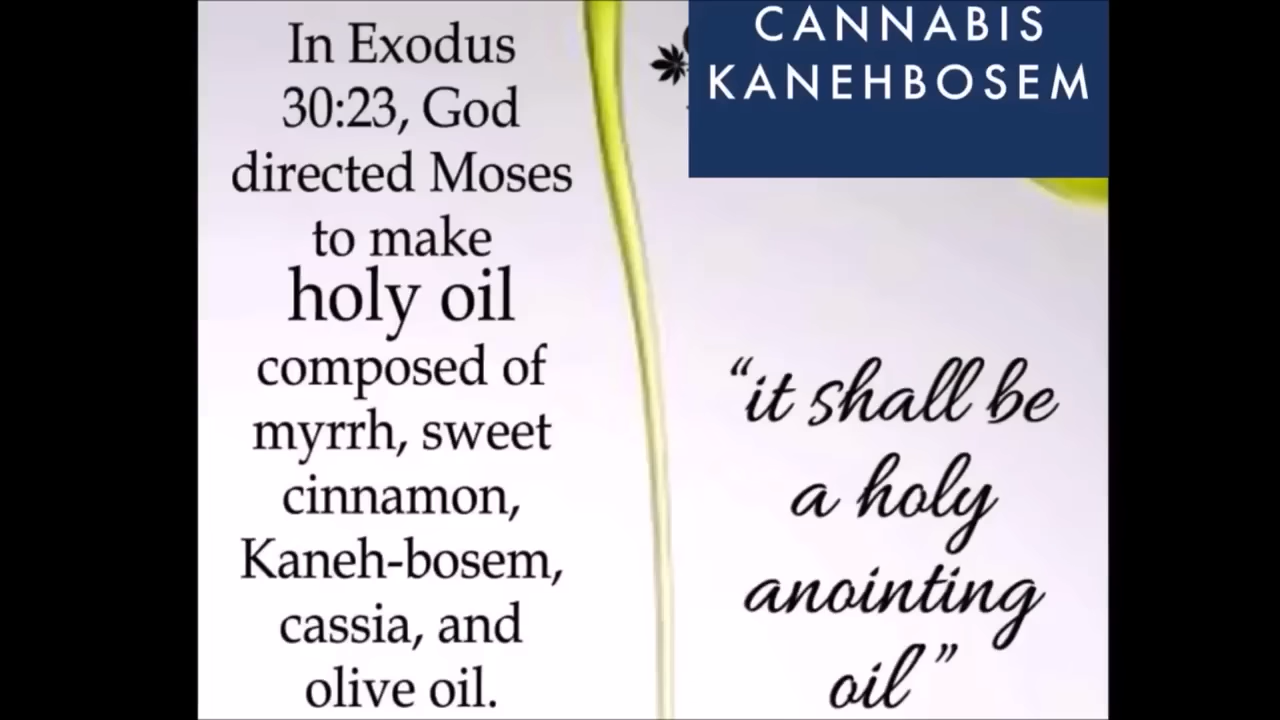 In Exodus
30:23, God
directed Moses
to make
holy oil
composed of
myrrh, sweet
cinnamon,
Kaneh-bosem,
cassia, and
olive oil.
CANNABIS
KANEHBOSEM
“it shall be
a holy
anointing
oil”